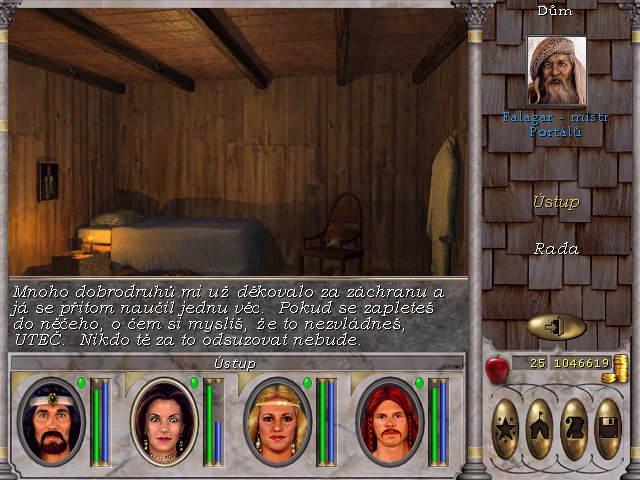 Dům
Falagar - mistr
Portálů
Ústup
Rada
Mnoho dobrodruhů mi už děkovalo za záchranu a
já se přitom naučil jednu věc. Pokud se zapleteš
do něčeho, o čem si myslíš, že to nezvládneš,
UTEČ. Nikdo tě za to odsuzovat nebude.
Ústup
25 1046619